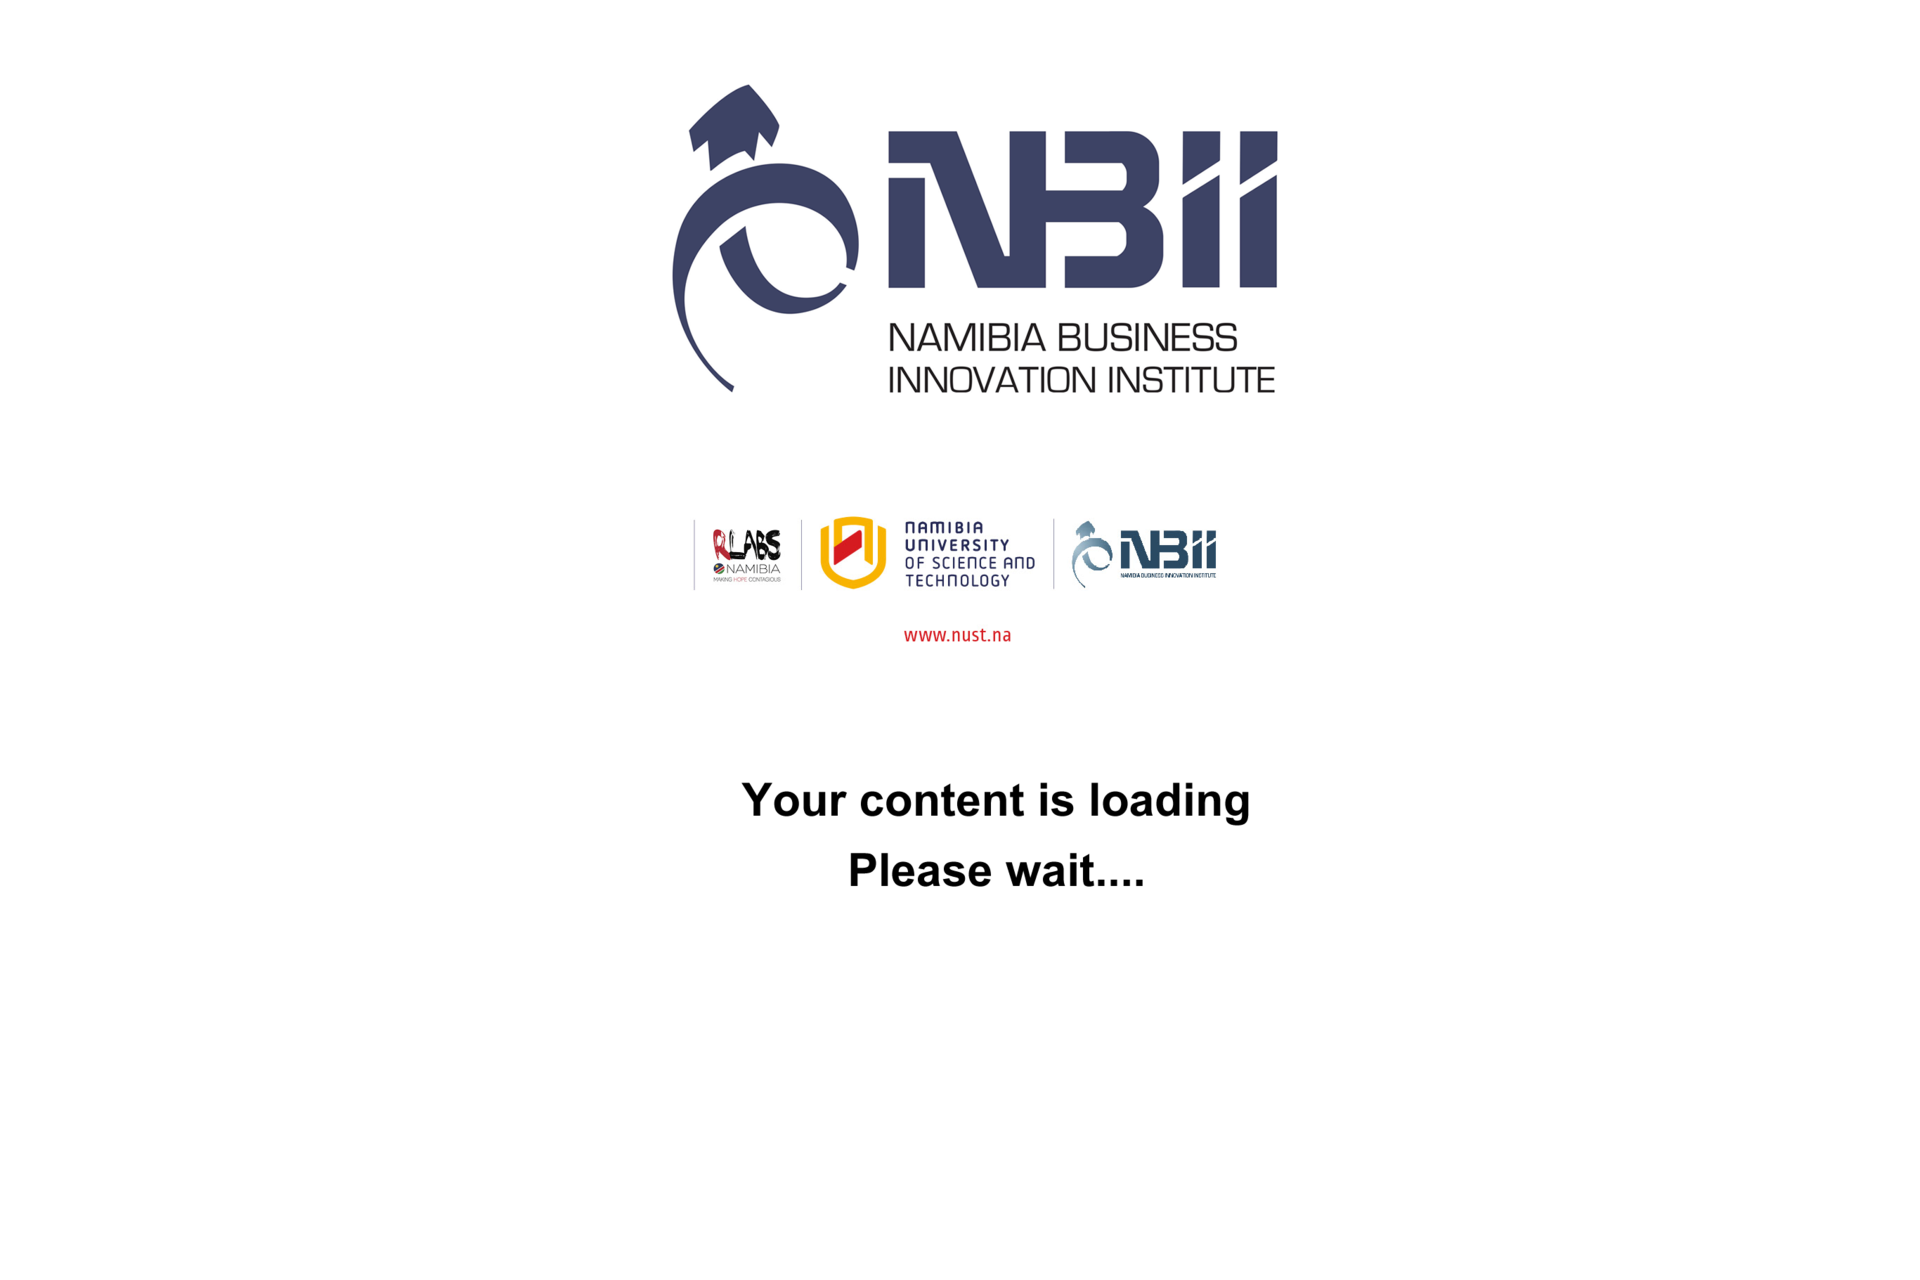 NBII
NAMIBIA BUSINESS
INNOVATION INSTITUTE
RLABS
NAMIBIA
MAKING HOPE CONTAGIOUS
NAMIBIA
UNIVERSITY
OF SCIENCE AND
TECHNOLOGY
NBII
NAMIBIA BUSINESS INNOVATION INSTITUTE
www.nust.na
Your content is loading
Please wait....